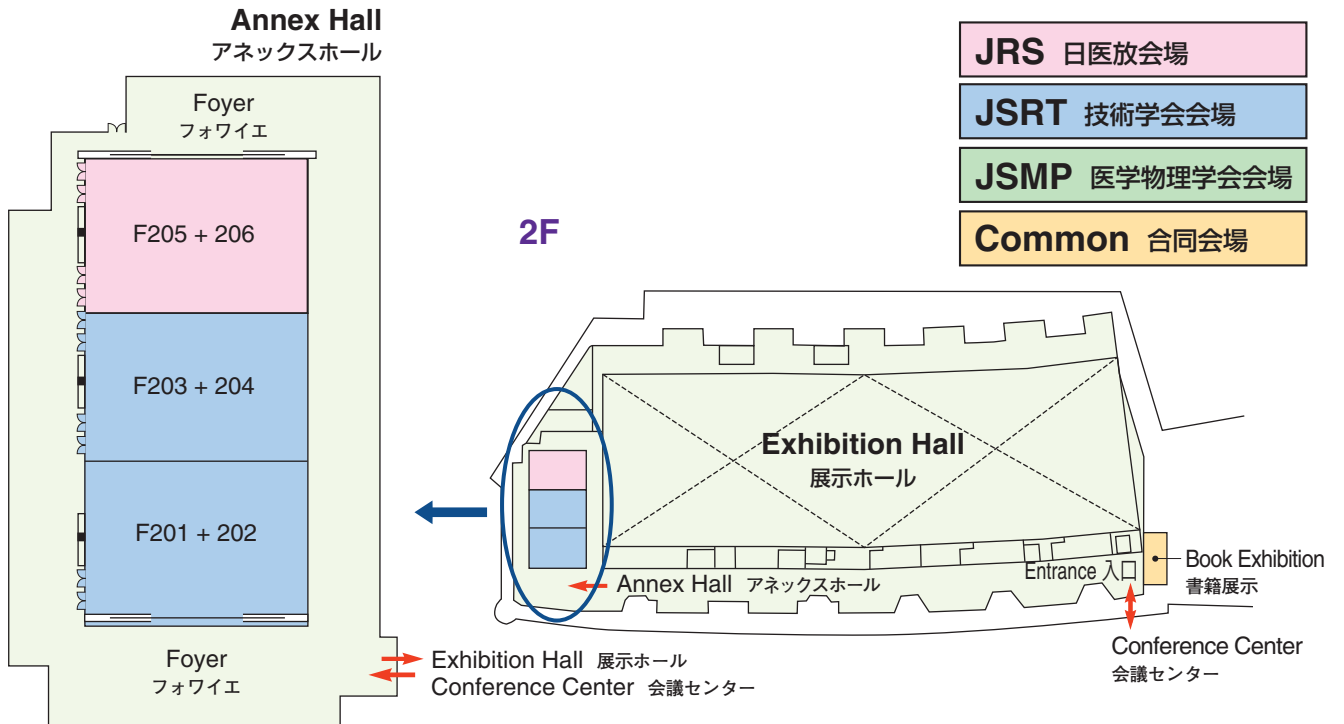 Annex Hall
アネックスホール
Foyer
フォワイエ
F205 + 206
F203 + 204
F201 + 202
Foyer
フォワイエ
Exhibition Hall 展示ホール
Conference Center 会議センター
2F
JRS 日医放会場
JSRT 技術学会会場
JSMP 医学物理学会会場
Common 合同会場
Exhibition Hall
展示ホール
Annex Hall アネックスホール
Entrance 入口
Book Exhibition
書籍展示
Conference Center
会議センター